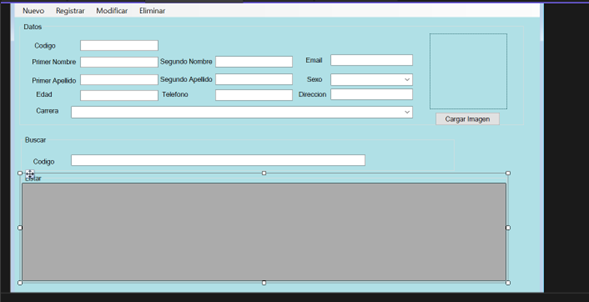 Nuevo Registrar Modificar Eliminar
Datos
Codigo
Primer Nombre Segundo Nombre Email
Primer Apellido Segundo Apellido Sexo
Edad Telefono Direccion
Carrera
Cargar Imagen
Buscar
Codigo